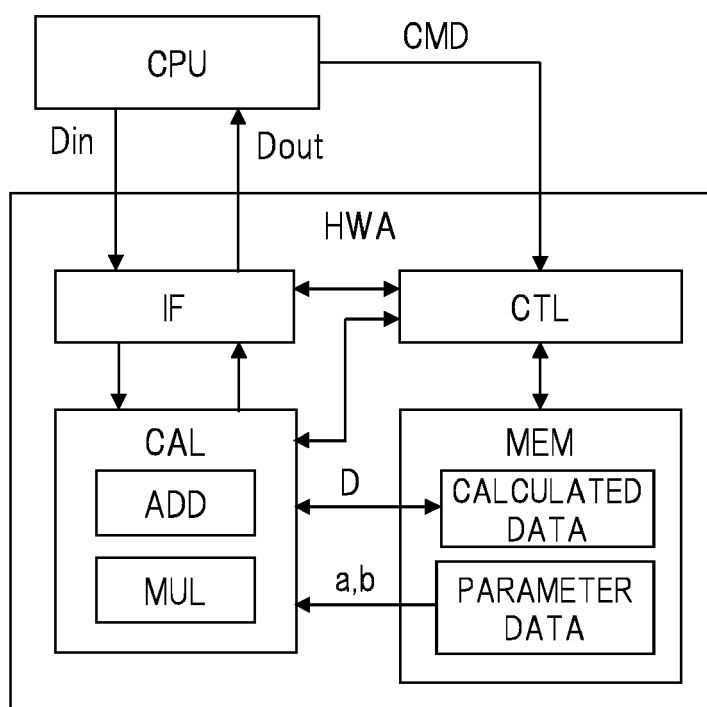 CPU
CMD
Din
Dout
HWA
IF
CTL
CAL
MEM
ADD
D
CALCULATED
DATA
MUL
a,b
PARAMETER
DATA